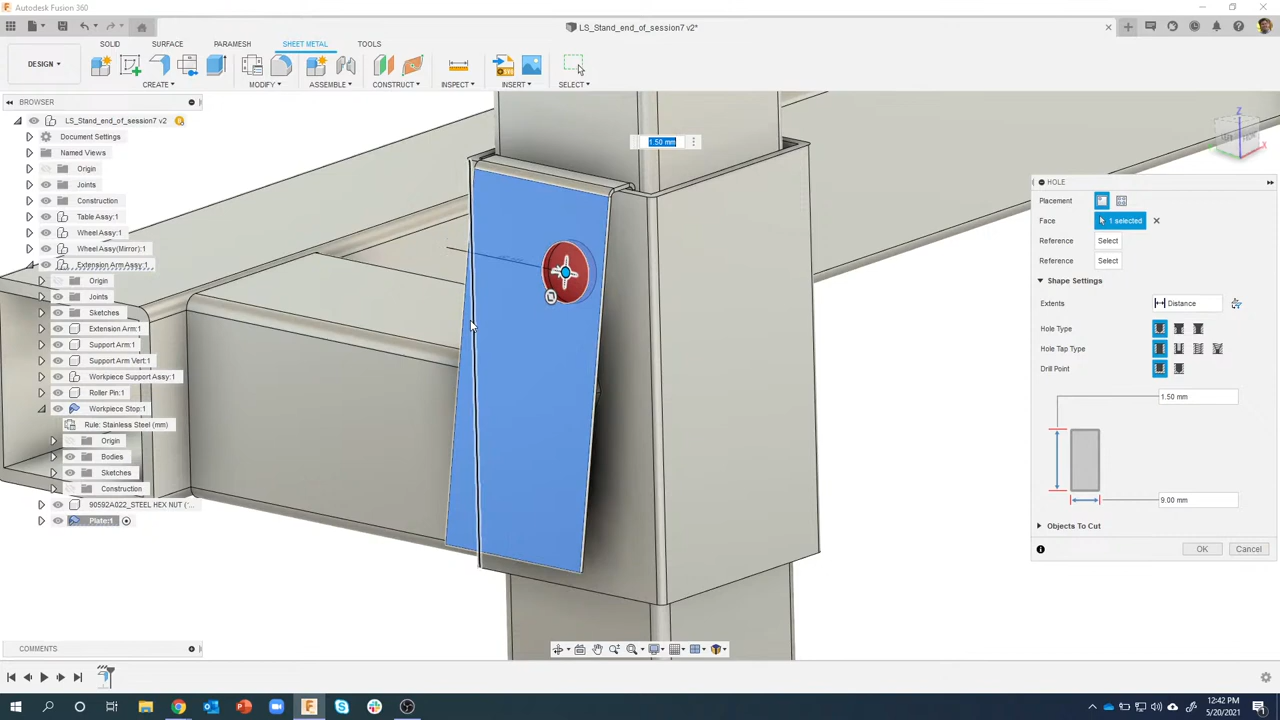 Autodesk Fusion 360
LS_Stand_end_of_session7 v2*
SOLID SURFACE PARAMESH SHEET METAL TOOLS
DESIGN
CREATE MODIFY ASSEMBLE CONSTRUCT INSPECT INSERT SELECT
BROWSER
LS_Stand_end_of_session7 v2
Document Settings
Named Views
Origin
Joints
Construction
Table Assy:1
Wheel Assy:1
Wheel Assy(Mirror):1
Extension Arm Assy:1
Origin
Joints
Sketches
Extension Arm:1
Support Arm:1
Support Arm Vert:1
Workpiece Support Assy:1
Roller Pin:1
Workpiece Stop:1
Rule: Stainless Steel (mm)
Origin
Bodies
Sketches
Construction
90592A022_STEEL HEX NUT (`...
Plate:1
1.50 mm
Z
X
HOLE
Placement
Face 1 selected
Reference Select
Reference Select
Shape Settings
Extents Distance
Hole Type
Hole Tap Type
Drill Point
1.50 mm
9.00 mm
Objects To Cut
OK Cancel
COMMENTS
12:42 PM
5/20/2021